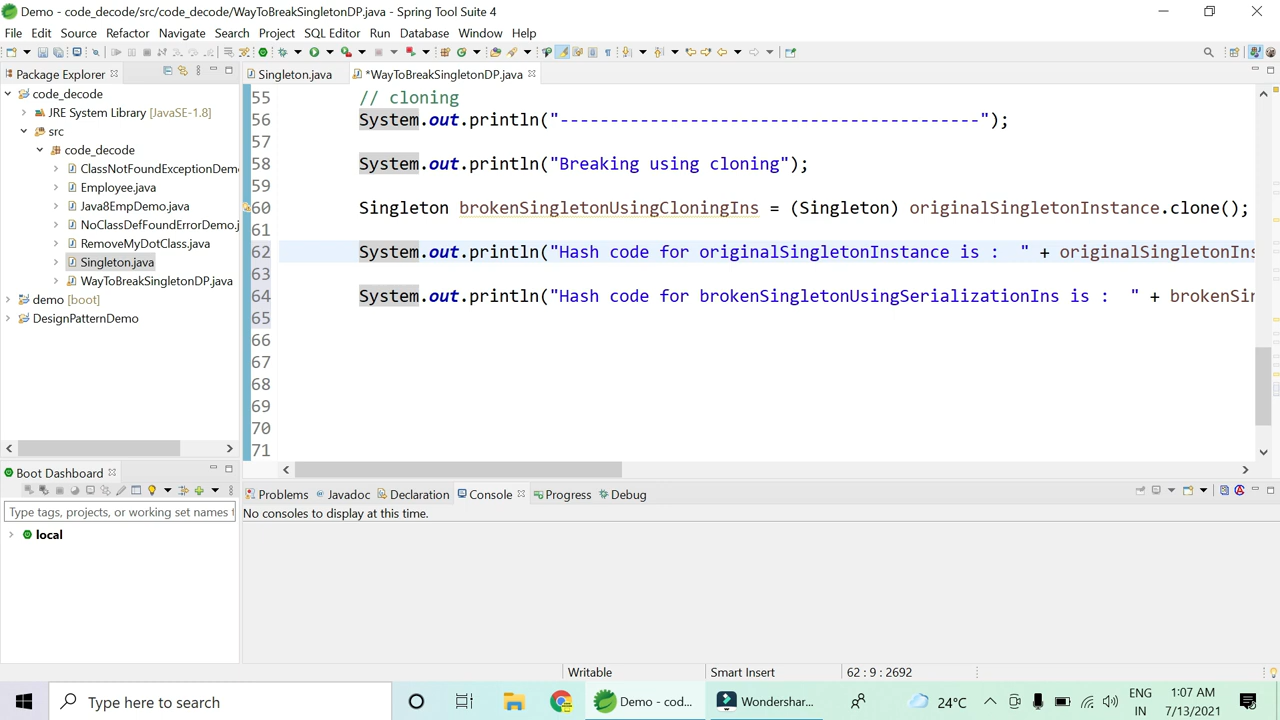 Demo - code_decode/src/code_decode/WayToBreakSingletonDP.java - Spring Tool Suite 4
File Edit Source Refactor Navigate Search Project SQL Editor Run Database Window Help
Package Explorer
code_decode
JRE System Library [JavaSE-1.8]
src
code_decode
ClassNotFoundExceptionDem
Employee.java
Java8EmpDemo.java
NoClassDefFoundErrorDemo.j
RemoveMyDotClass.java
Singleton.java
WayToBreakSingletonDP.java
demo [boot]
DesignPatternDemo
Boot Dashboard
Type tags, projects, or working set names
local
Singleton.java *WayToBreakSingletonDP.java
55 // cloning
56 System.out.println("------------------------------------------");
57
58 System.out.println("Breaking using cloning");
59
60 Singleton brokenSingletonUsingCloningIns = (Singleton) originalSingletonInstance.clone();
61
62 System.out.println("Hash code for originalSingletonInstance is :  " + originalSingletonIns
63
64 System.out.println("Hash code for brokenSingletonUsingSerializationIns is :  " + brokenSin
65
66
67
68
69
70
71
Problems Javadoc Declaration Console Progress Debug
No consoles to display at this time.
Writable Smart Insert 62 : 9 : 2692
Type here to search
Demo - cod...
Wondershar...
24°C
ENG
IN
1:07 AM
7/13/2021